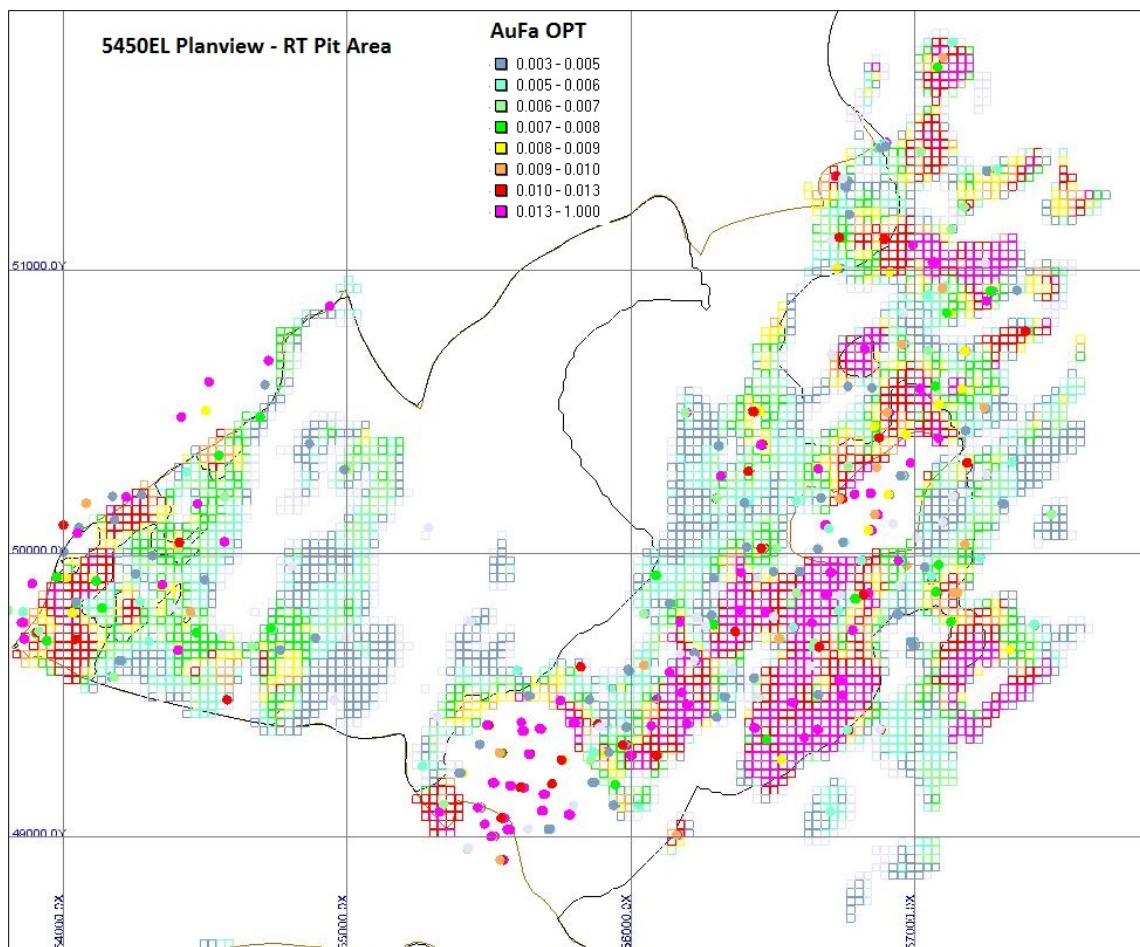 5450EL Planview - RT Pit Area
AuFa OPT
0.003 - 0.005
0.005 - 0.006
0.006 - 0.007
0.007 - 0.008
0.008 - 0.009
0.009 - 0.010
0.010 - 0.013
0.013 - 1.000
51000.0Y
50000.0Y
49000.0Y
54000.0X
55000.0X
56000.0X
57000.0X